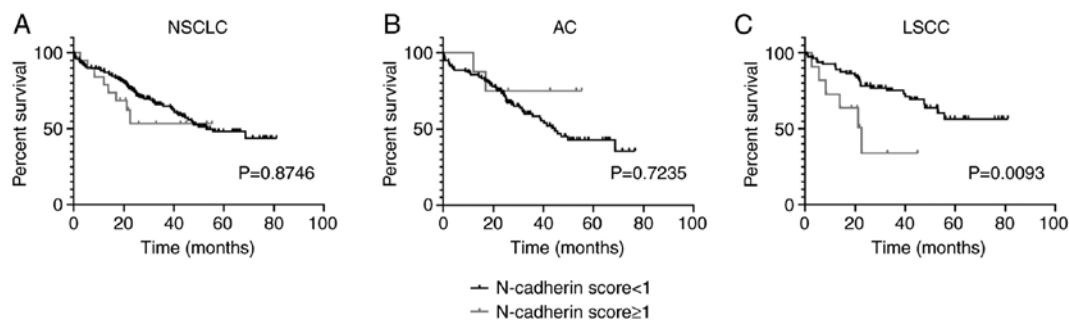 A
NSCLC
Percent survival
100
50
0
P=0.8746
0 20 40 60 80 100
Time (months)
B
AC
Percent survival
100
50
0
P=0.7235
0 20 40 60 80 100
Time (months)
C
LSCC
Percent survival
100
50
0
P=0.0093
0 20 40 60 80 100
Time (months)
N-cadherin score<1
N-cadherin score≥1